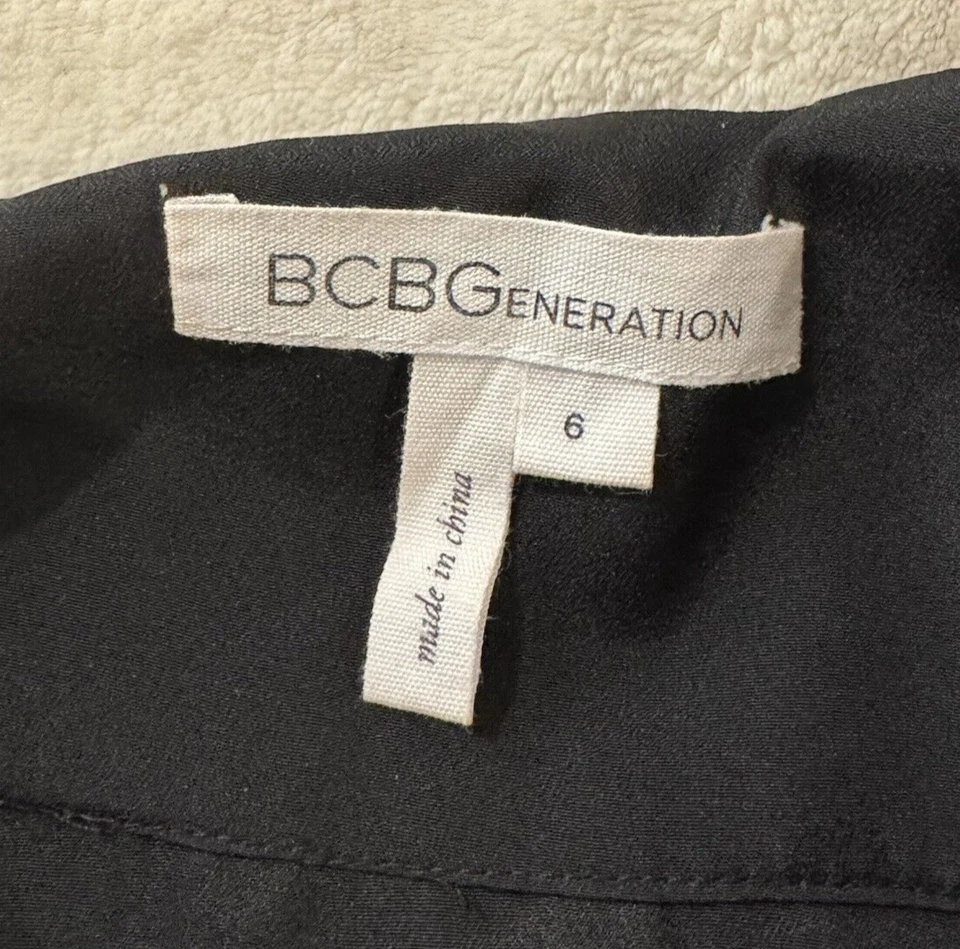 BCBGENERATION
6
made in china